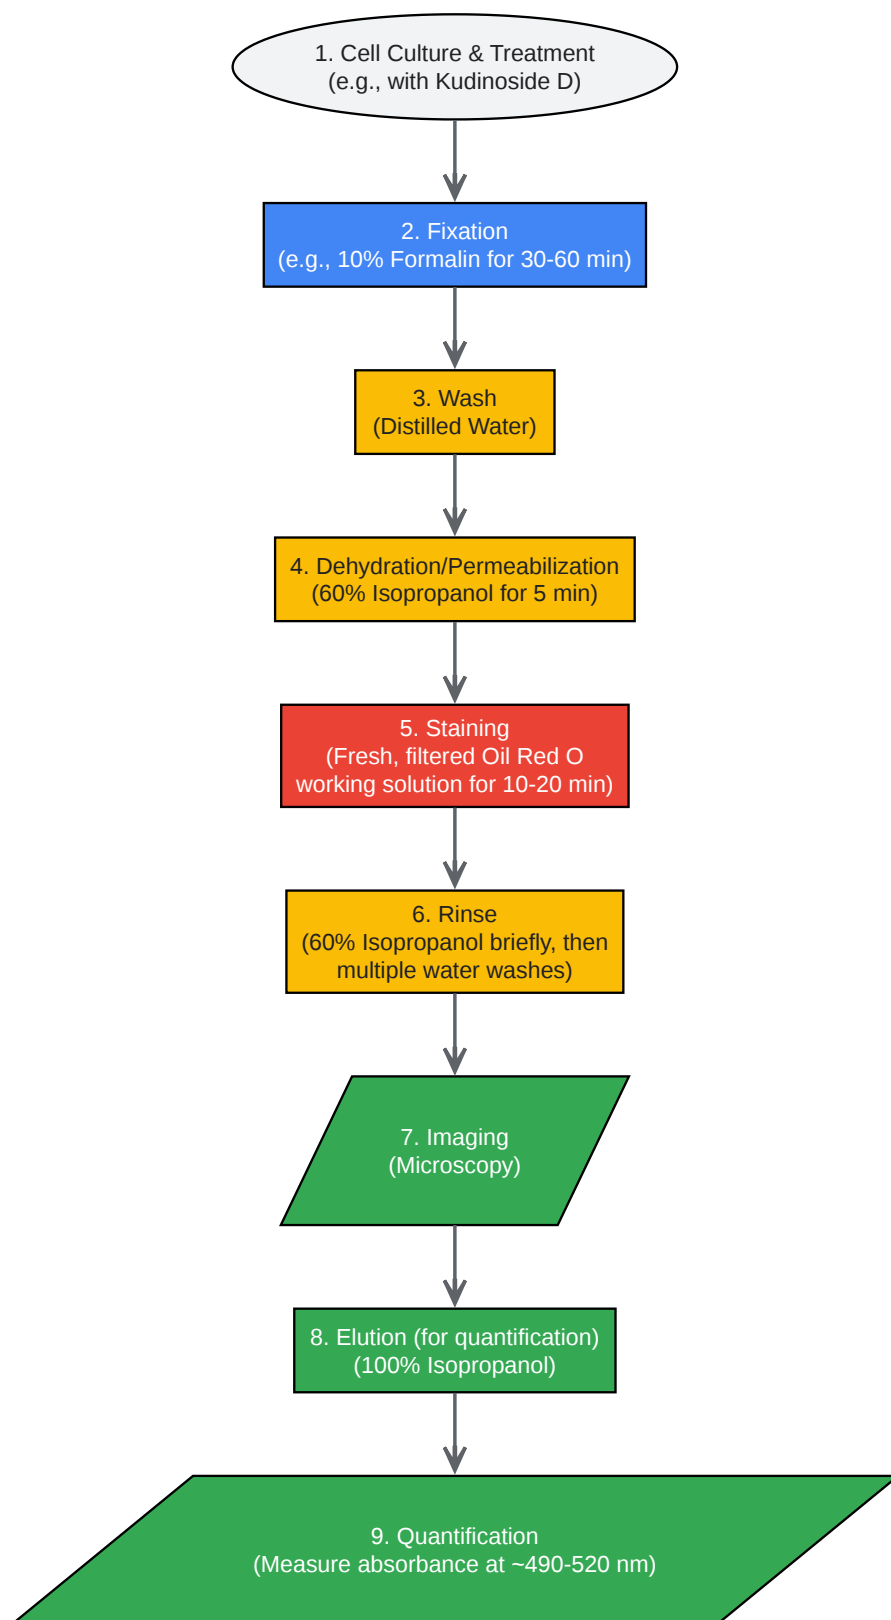 1. Cell Culture & Treatment
(e.g., with Kudinoside D)
2. Fixation
(e.g., 10% Formalin for 30-60 min)
3. Wash
(Distilled Water)
4. Dehydration/Permeabilization
(60% Isopropanol for 5 min)
5. Staining
(Fresh, filtered Oil Red O
working solution for 10-20 min)
6. Rinse
(60% Isopropanol briefly, then
multiple water washes)
7. Imaging
(Microscopy)
8. Elution (for quantification)
(100% Isopropanol)
9. Quantification
(Measure absorbance at ~490-520 nm)